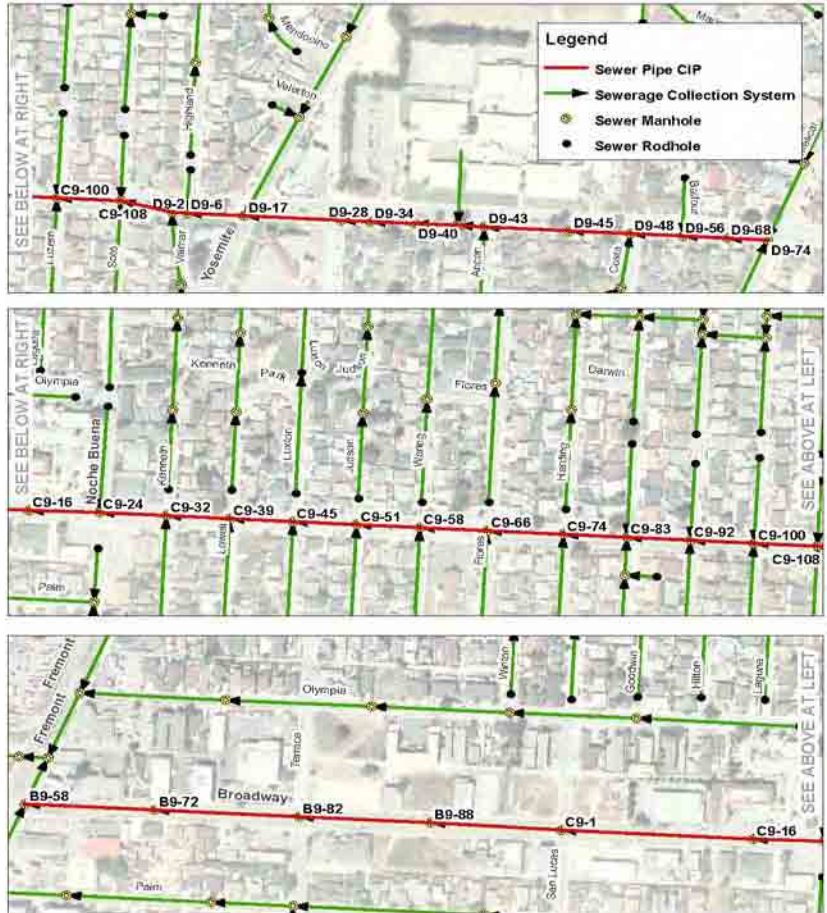 Mendocino
Legend
Sewer Pipe CIP
Sewerage Collection System
Sewer Manhole
Sewer Rodhole
SEE BELOW AT RIGHT
Highland
Yosemite
Luzern
Soto
Valmar
Ancon
Costa
Balfour
C9-100
C9-108
D9-2
D9-6
D9-17
D9-28
D9-34
D9-40
D9-43
D9-45
D9-48
D9-56
D9-68
D9-74
SEE BELOW AT RIGHT
SEE ABOVE AT LEFT
Olympia
Noche Buena
Kenneth
Kenneth
Lowell
Park
Luxton
Luxton
Judson
Judson
Waring
Flores
Flores
Harding
Darwin
Palm
C9-16
C9-24
C9-32
C9-39
C9-45
C9-51
C9-58
C9-66
C9-74
C9-83
C9-92
C9-100
C9-108
Fremont
Fremont
Olympia
Winton
Goodwin
Hilton
Laguna
Terrace
Broadway
San Lucas
Palm
SEE ABOVE AT LEFT
B9-58
B9-72
B9-82
B9-88
C9-1
C9-16